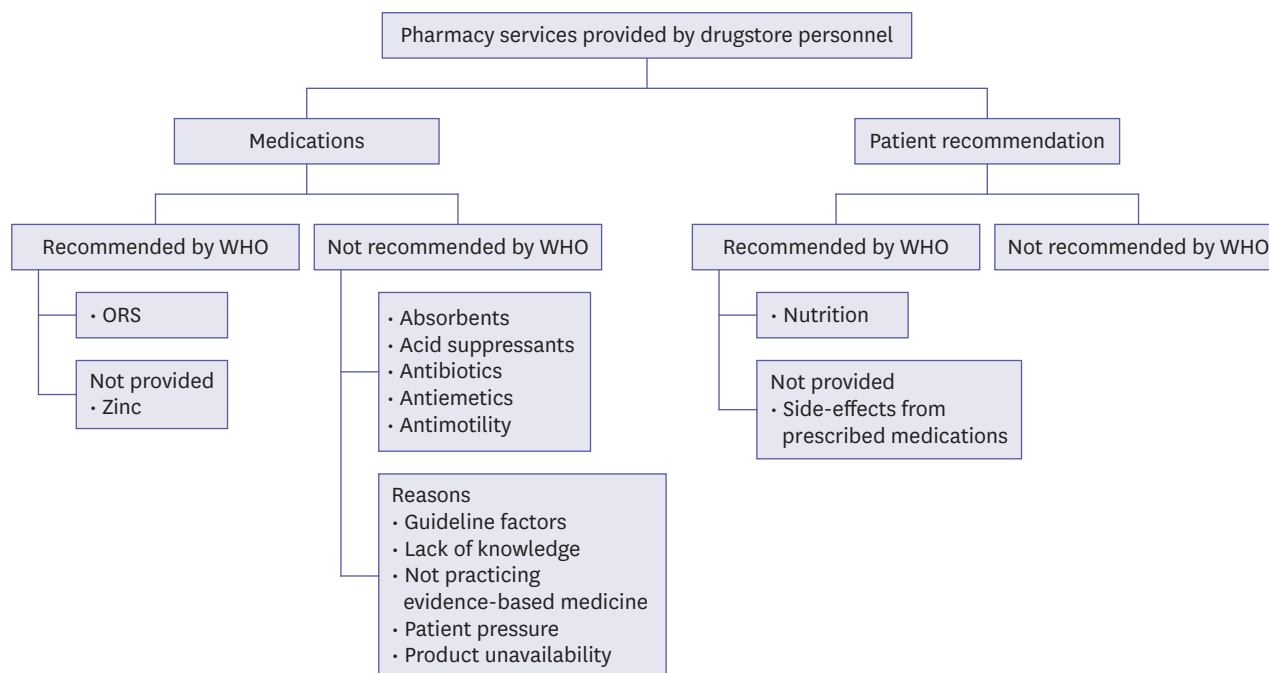 Pharmacy services provided by drugstore personnel
Medications
Patient recommendation
Recommended by WHO
Not recommended by WHO
Recommended by WHO
Not recommended by WHO
· ORS
Not provided
· Zinc
· Absorbents
· Acid suppressants
· Antibiotics
· Antiemetics
· Antimotility
Reasons
· Guideline factors
· Lack of knowledge
· Not practicing
evidence-based medicine
· Patient pressure
· Product unavailability
· Nutrition
Not provided
· Side-effects from
prescribed medications